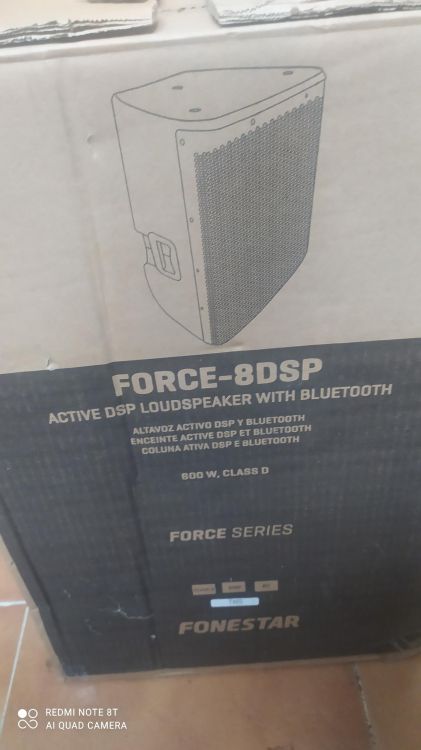 FORCE-8DSP
ACTIVE DSP LOUDSPEAKER WITH BLUETOOTH
ALTAVOZ ACTIVO DSP Y BLUETOOTH
ENCEINTE ACTIVE DSP ET BLUETOOTH
COLUNA ATIVA DSP E BLUETOOTH
600 W, CLASS D
FORCE SERIES
TWS
FONESTAR
REDMI NOTE 8T
AI QUAD CAMERA